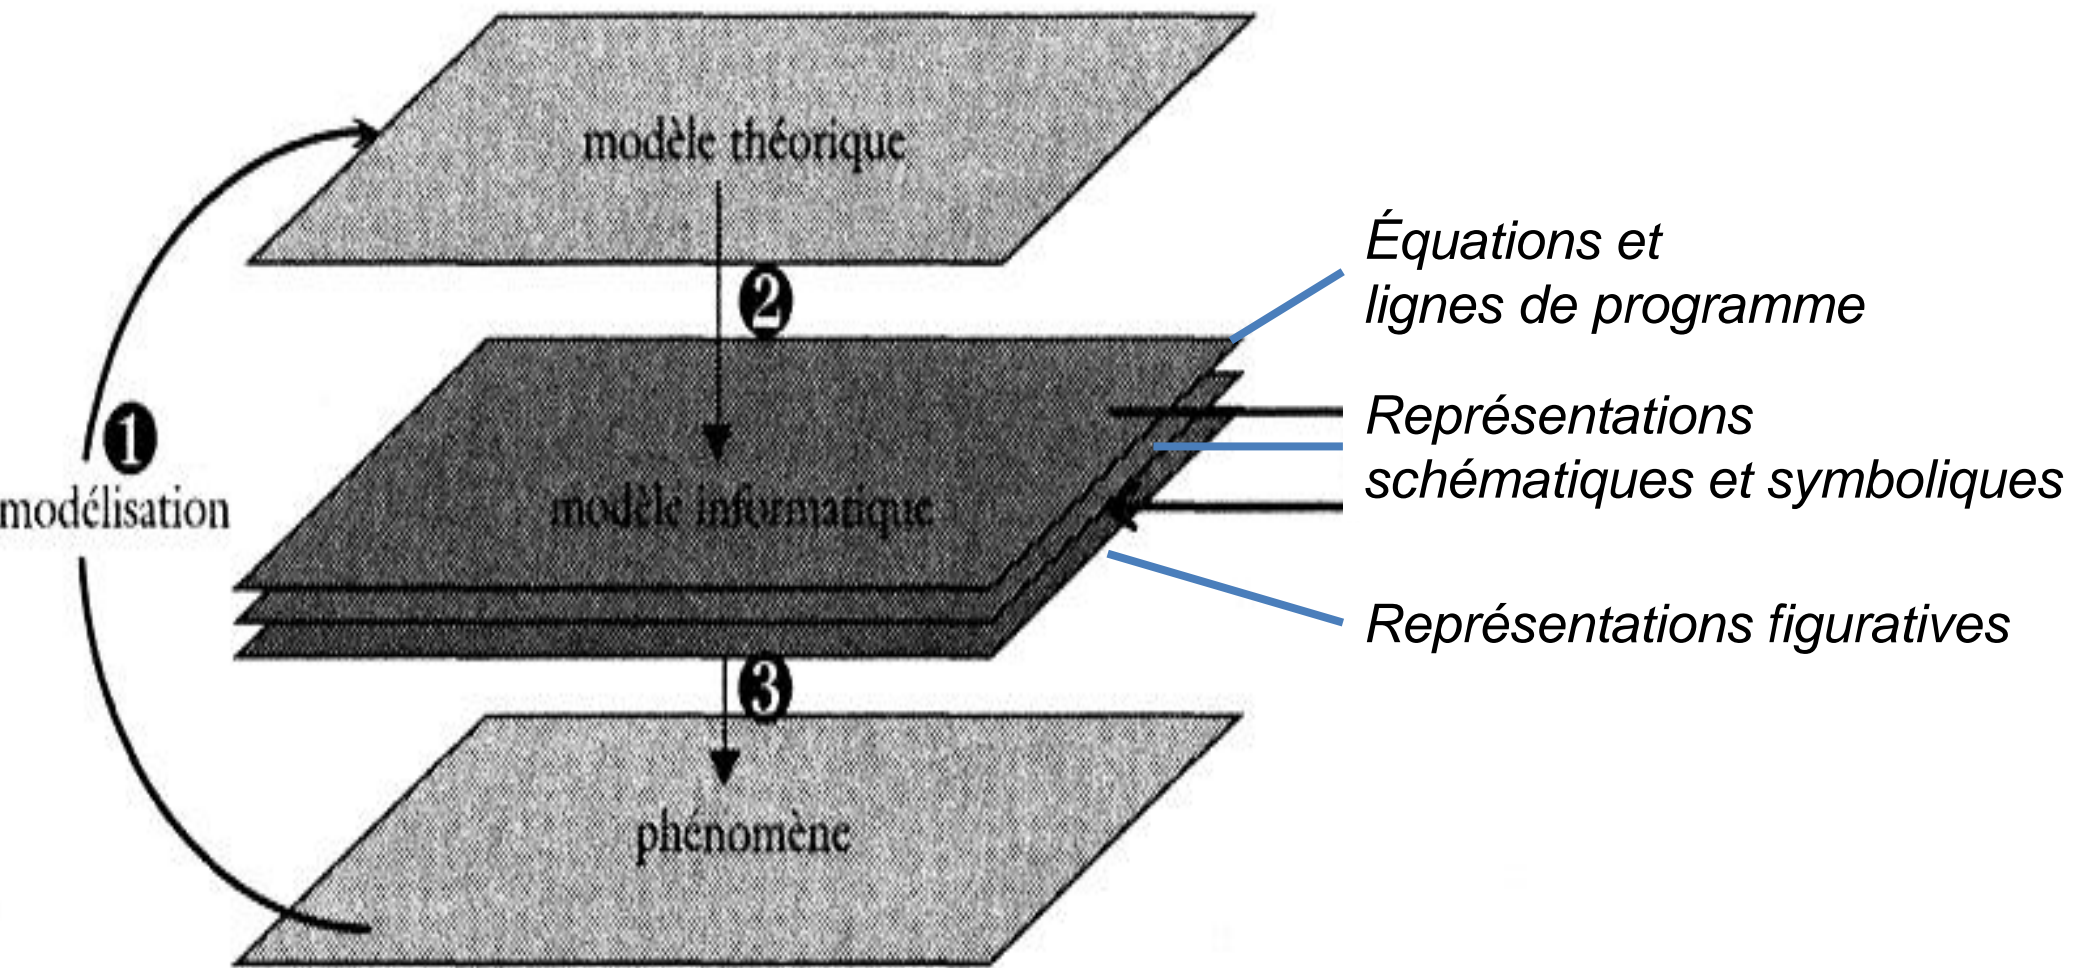 modèle théorique
Équations et
lignes de programme
2
Représentations
schématiques et symboliques
1
modélisation
modèle informatique
Représentations figuratives
3
phénomène